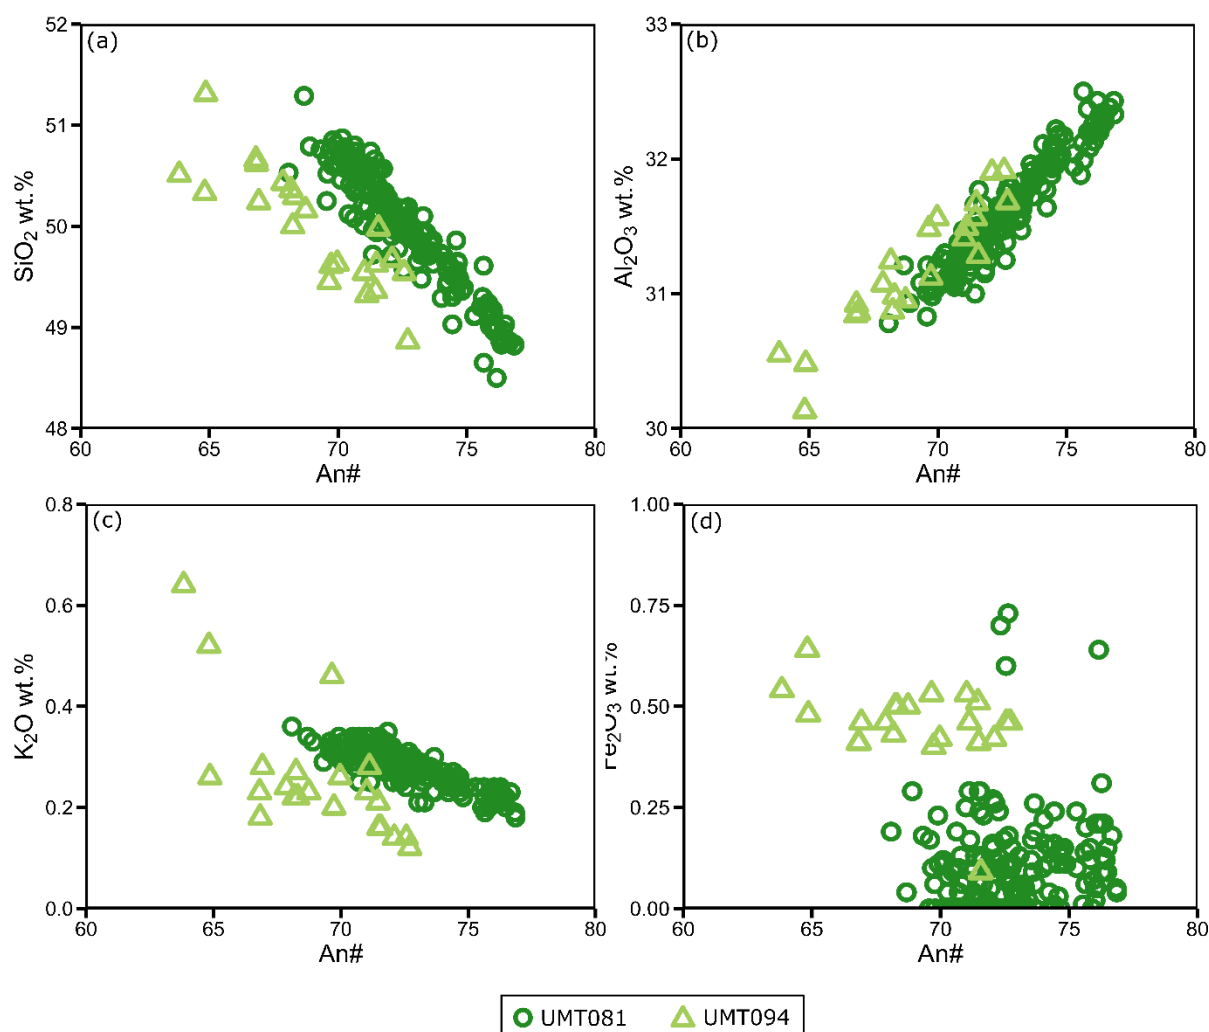 (a)
52
51
50
49
48
SiO₂ wt.%
60 65 70 75 80
An#
(b)
33
32
31
30
Al₂O₃ wt.%
60 65 70 75 80
An#
(c)
0.8
0.6
0.4
0.2
0.0
K₂O wt.%
60 65 70 75 80
An#
(d)
1.00
0.75
0.50
0.25
0.00
Fe₂O₃ wt.%
60 65 70 75 80
An#
UMT081 UMT094